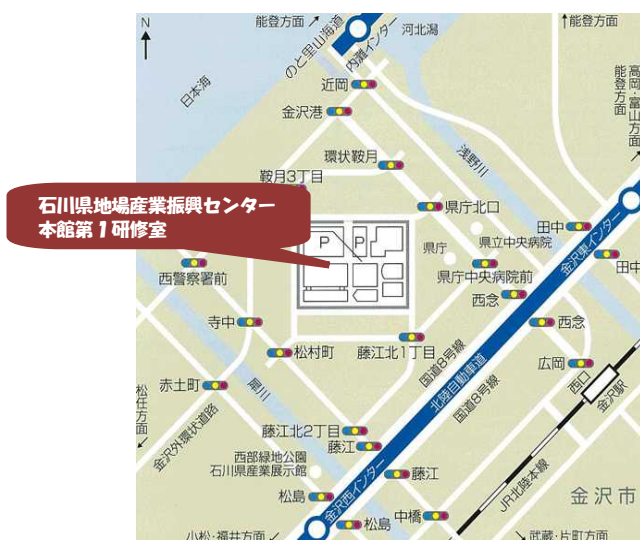 N
能登方面
のと里山海道
内灘インター
河北潟
能登方面
高岡・富山方面
能登方面
日本海
近岡
金沢港
浅野川
環状鞍月
鞍月3丁目
石川県地場産業振興センター
本館第1研修室
県庁北口
県庁
県立中央病院
田中
金沢東インター
田中
P
P
西警察署前
県庁中央病院前
西念
西念
寺中
松村町
藤江北1丁目
国道8号線
北陸自動車道
国道8号線
広岡
西口
金沢駅
赤土町
犀川
松任方面
金沢外環状道路
藤江北2丁目
藤江
西部緑地公園
石川県産業展示館
金沢西インター
藤江
JR北陸本線
金沢市
松島
松島
中橋
小松・福井方面
武蔵・片町方面